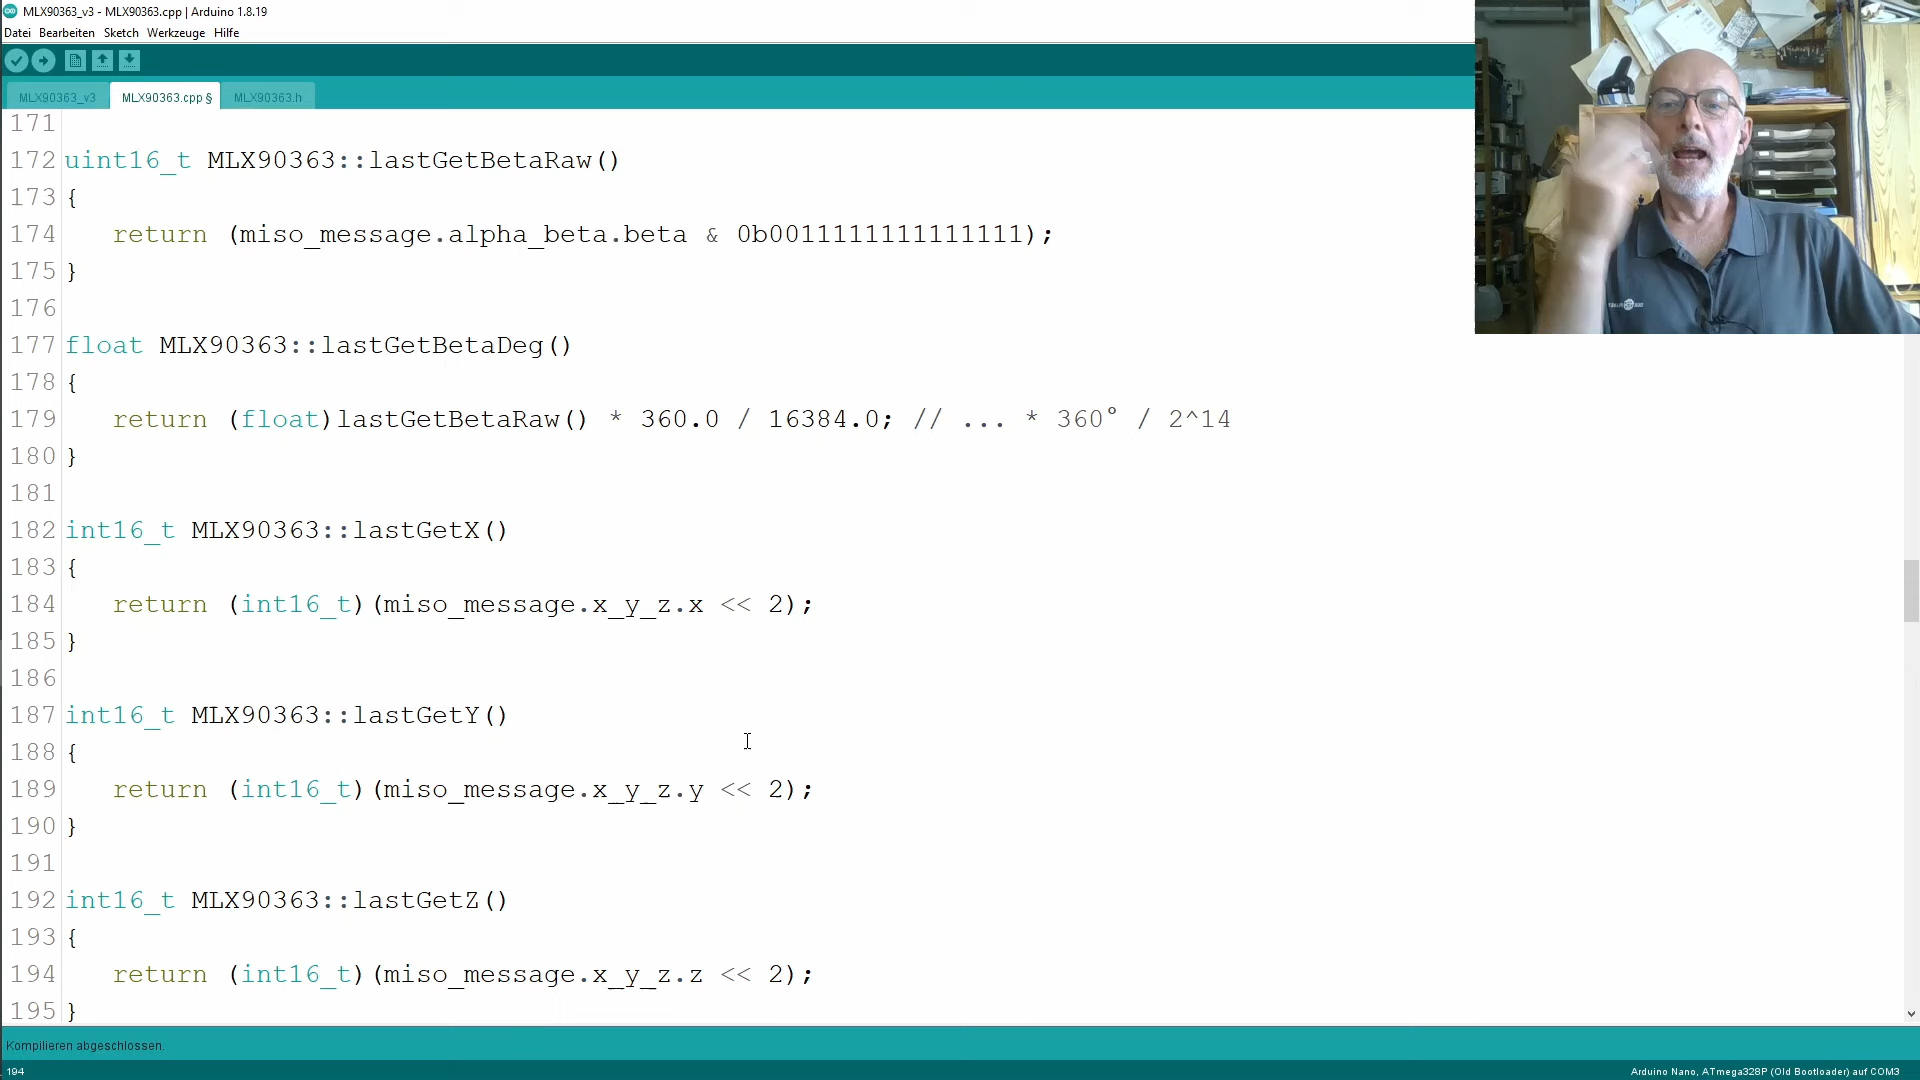 MLX90363_v3 - MLX90363.cpp | Arduino 1.8.19
Datei Bearbeiten Sketch Werkzeuge Hilfe
MLX90363_v3 MLX90363.cpp § MLX90363.h
171
172 uint16_t MLX90363::lastGetBetaRaw()
173 {
174 return (miso_message.alpha_beta.beta & 0b0011111111111111);
175 }
176
177 float MLX90363::lastGetBetaDeg()
178 {
179 return (float)lastGetBetaRaw() * 360.0 / 16384.0; // ... * 360° / 2^14
180 }
181
182 int16_t MLX90363::lastGetX()
183 {
184 return (int16_t)(miso_message.x_y_z.x << 2);
185 }
186
187 int16_t MLX90363::lastGetY()
188 {
189 return (int16_t)(miso_message.x_y_z.y << 2);
190 }
191
192 int16_t MLX90363::lastGetZ()
193 {
194 return (int16_t)(miso_message.x_y_z.z << 2);
195 }
Kompilieren abgeschlossen.
194 Arduino Nano, ATmega328P (Old Bootloader) auf COM3